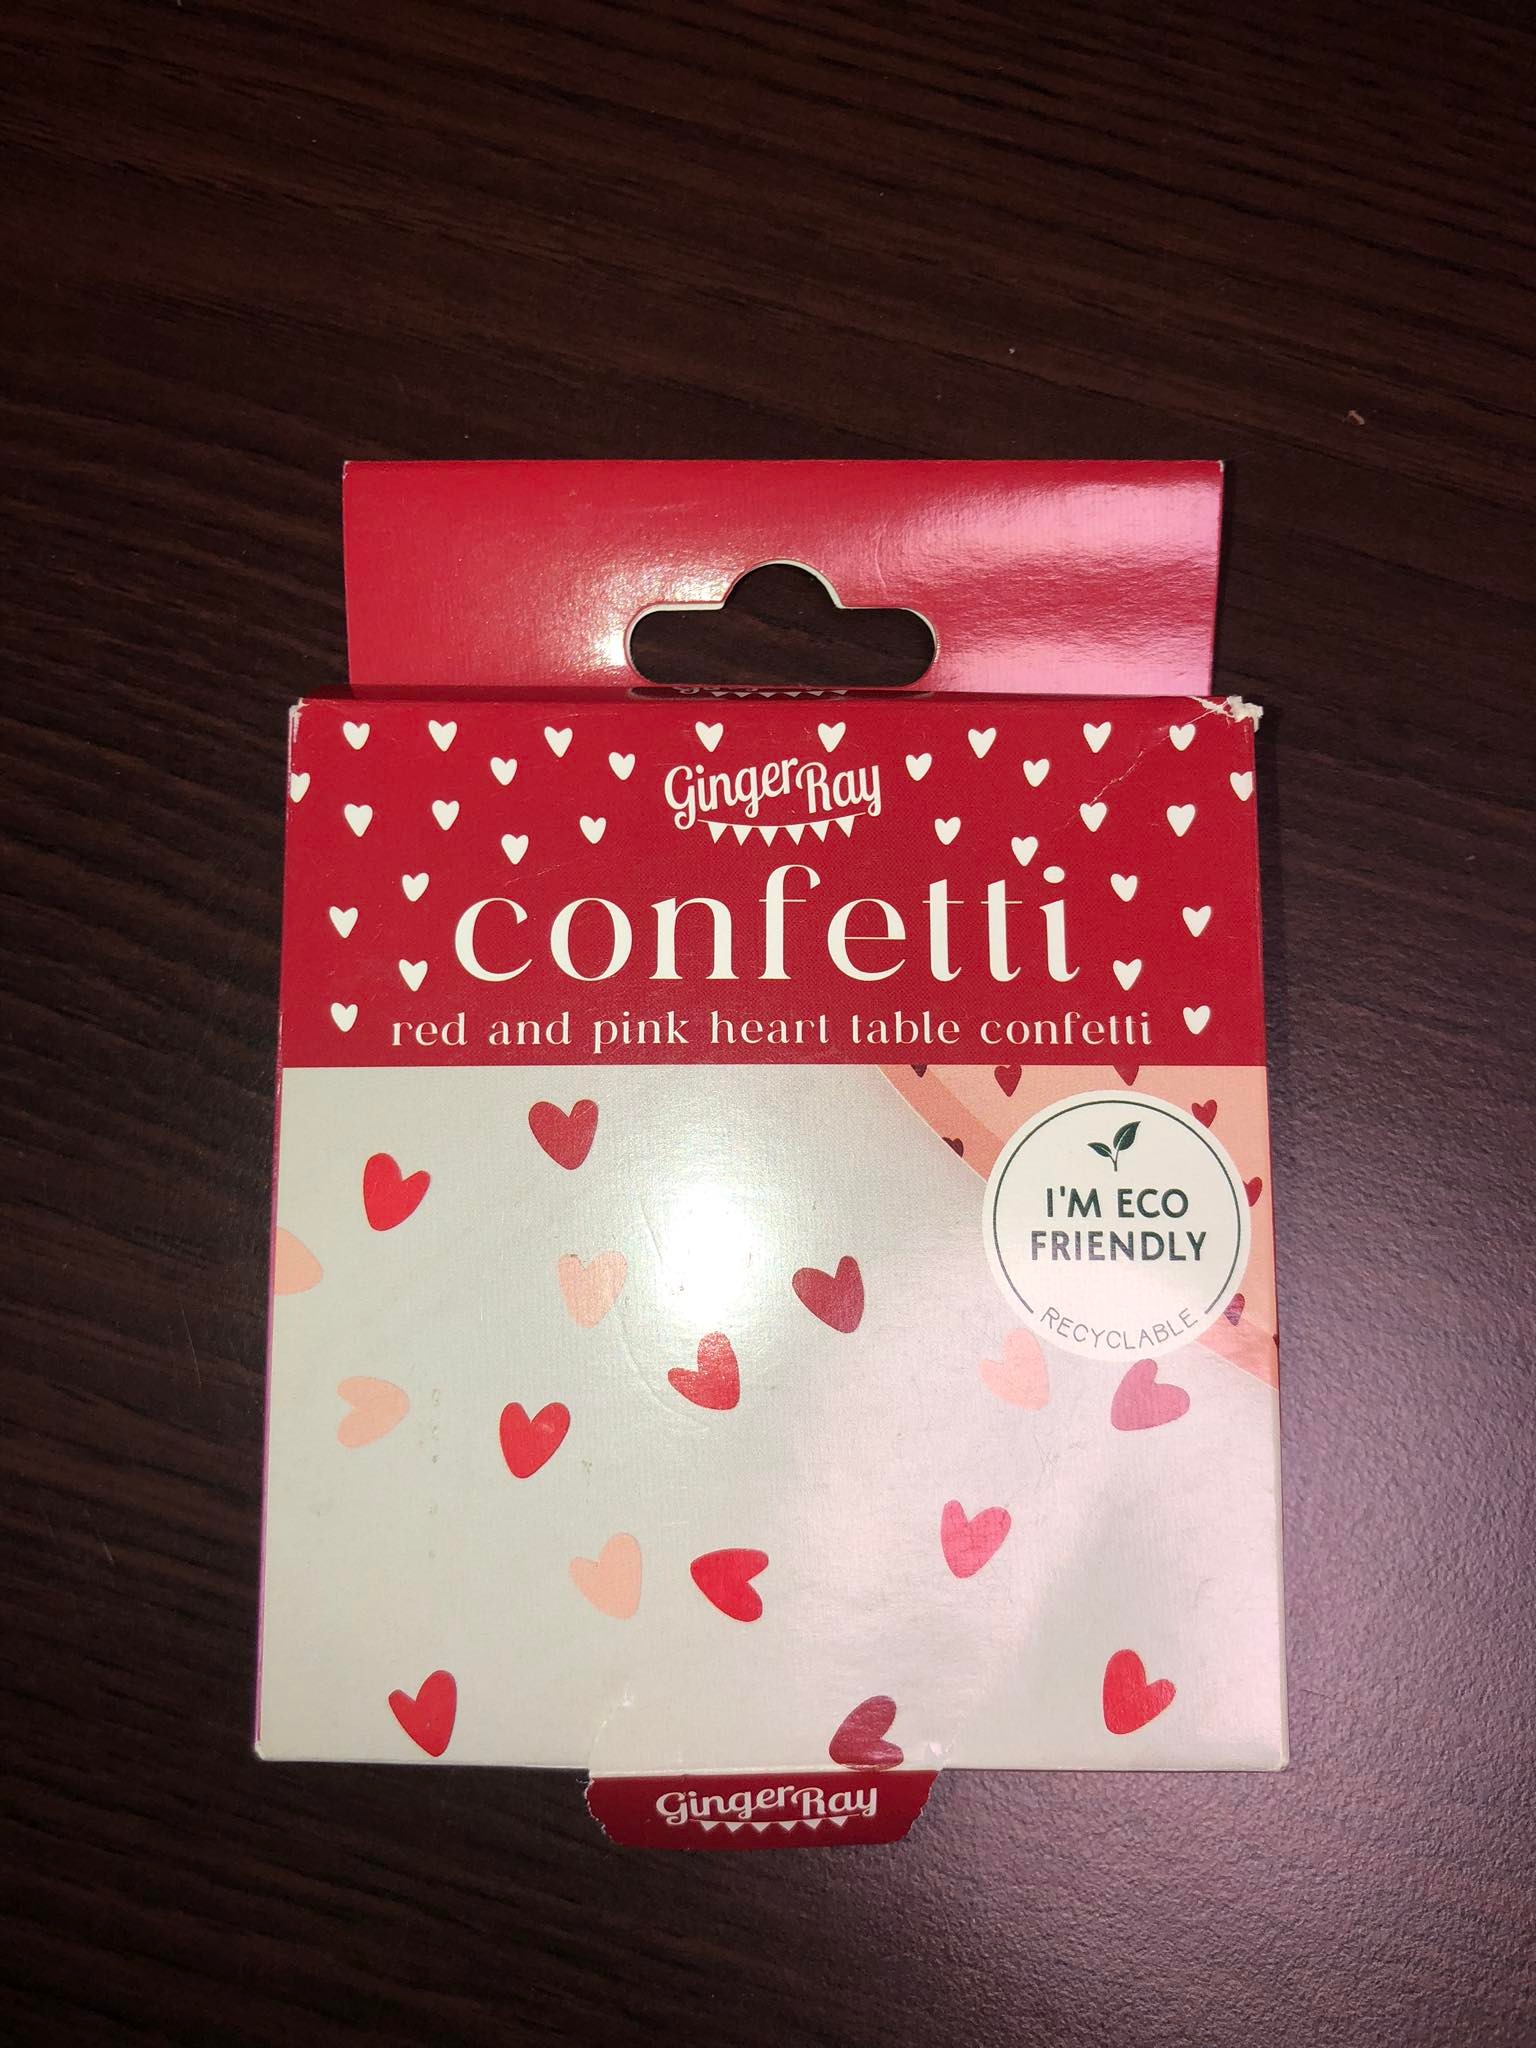 Ginger Ray
confetti
red and pink heart table confetti
I'M ECO
FRIENDLY
RECYCLABLE
Ginger Ray